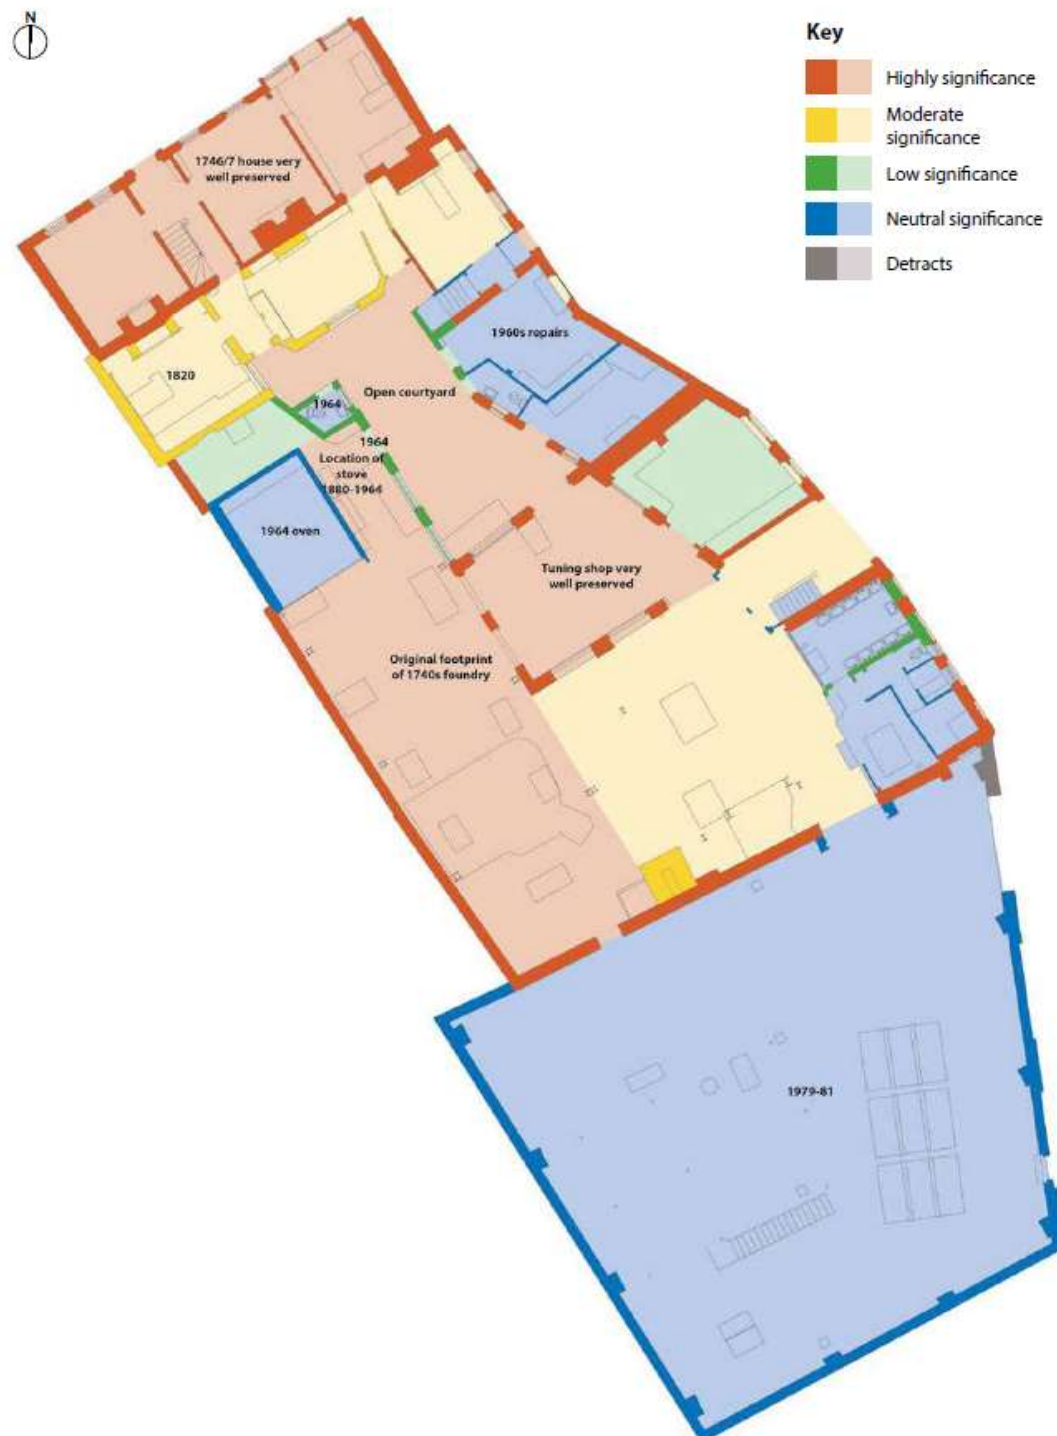 N
Key
Highly significance
Moderate
significance
Low significance
Neutral significance
Detracts
1746/7 house very
well preserved
1960s repairs
1820
Open courtyard
1964
1964
Location of
stove
1880-1964
1964 oven
Tuning shop very
well preserved
Original footprint
of 1740s foundry
1979-81